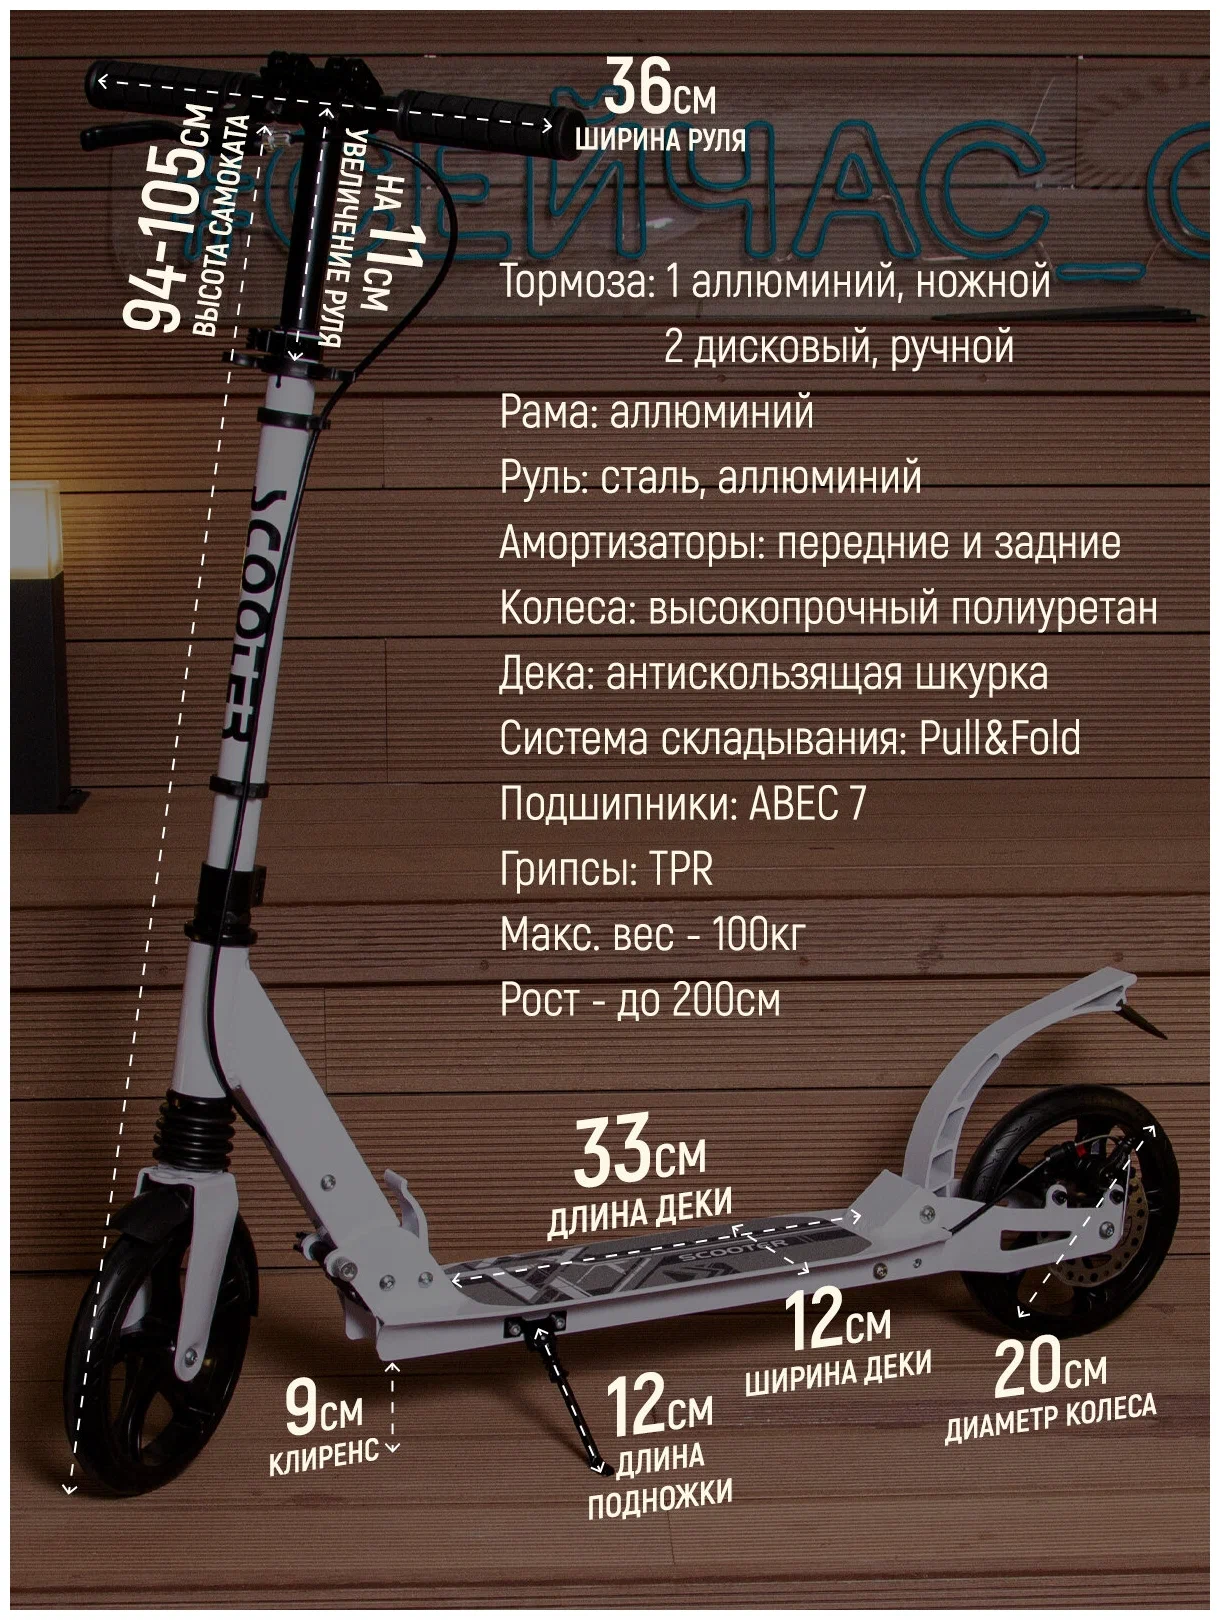 36см
ШИРИНА РУЛЯ
94-105см
ВЫСОТА САМОКАТА
НА 11см
УВЕЛИЧЕНИЕ РУЛЯ
СЕЙЧАС_
Тормоза: 1 аллюминий, ножной
2 дисковый, ручной
Рама: аллюминий
Руль: сталь, аллюминий
Амортизаторы: передние и задние
Колеса: высокопрочный полиуретан
Дека: антискользящая шкурка
Система складывания: Pull&Fold
Подшипники: ABEC 7
Грипсы: TPR
Макс. вес - 100кг
Рост - до 200см
SCOOTER
33см
ДЛИНА ДЕКИ
SCOOTER
12см
ШИРИНА ДЕКИ
20см
ДИАМЕТР КОЛЕСА
9см
КЛИРЕНС
12см
ДЛИНА
ПОДНОЖКИ